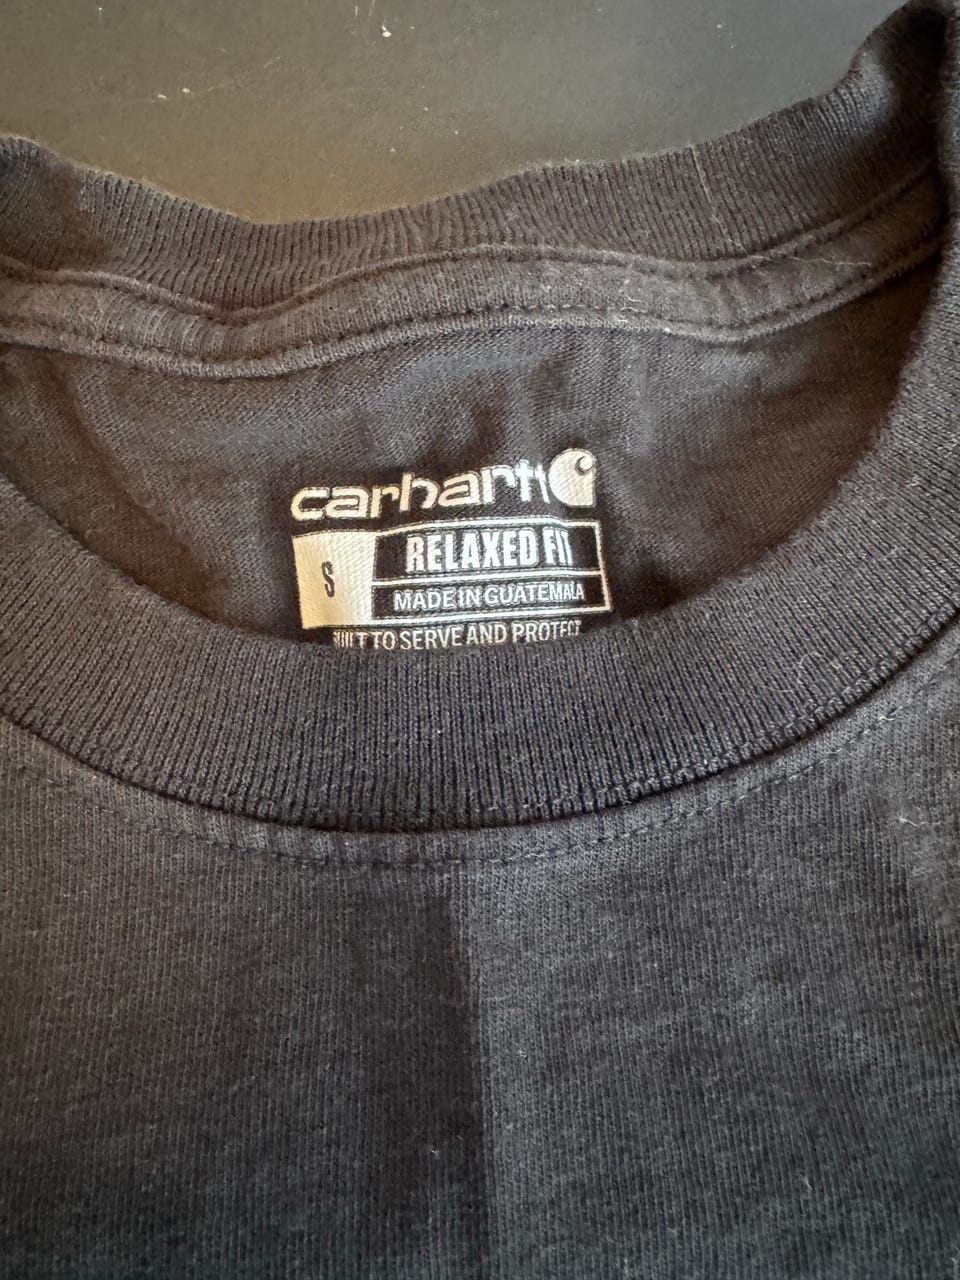 carhartt
S
RELAXED FIT
MADE IN GUATEMALA
BUILT TO SERVE AND PROTECT